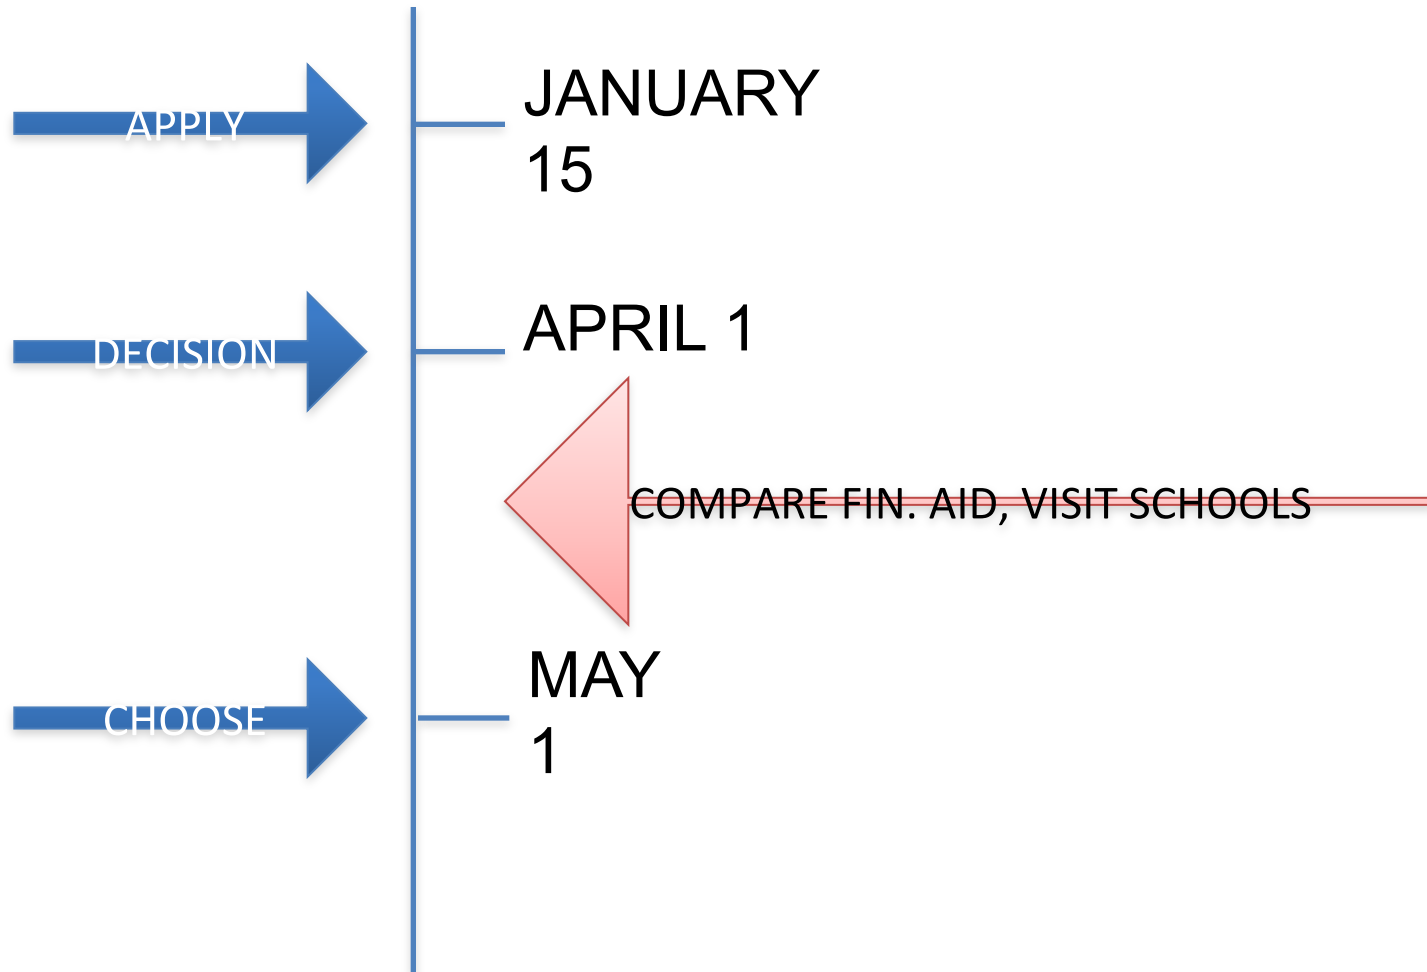 APPLY
JANUARY
15
DECISION
APRIL 1
COMPARE FIN. AID, VISIT SCHOOLS
CHOOSE
MAY
1